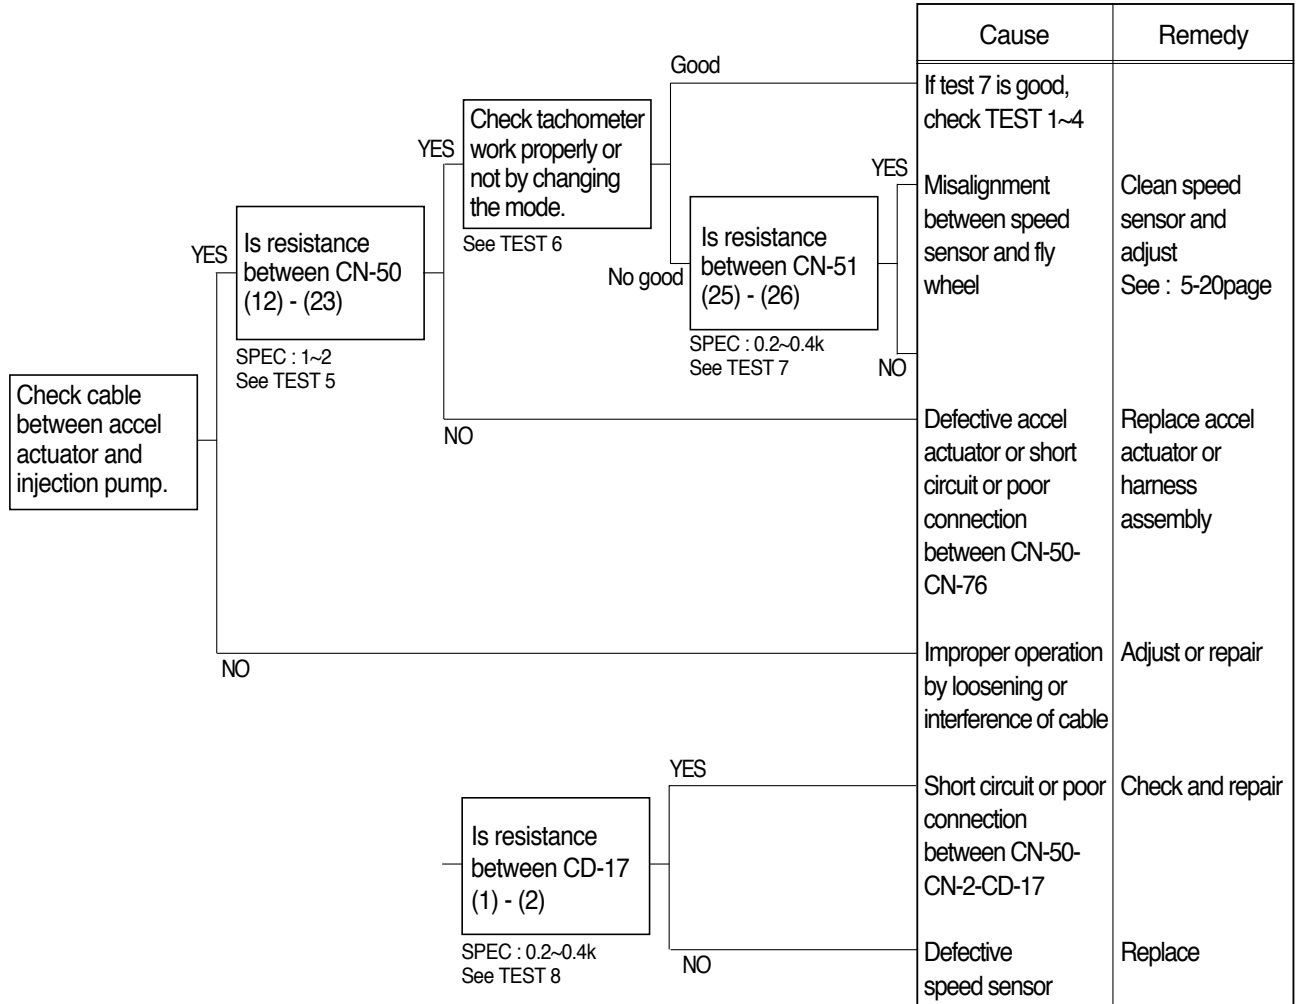 Cause
Remedy
Good
If test 7 is good,
check TEST 1~4
Check tachometer
work properly or
not by changing
the mode.
See TEST 6
YES
YES
Misalignment
between speed
sensor and fly
wheel
Clean speed
sensor and
adjust
See : 5-20page
Is resistance
between CN-50
(12) - (23)
SPEC : 1~2
See TEST 5
YES
No good
Is resistance
between CN-51
(25) - (26)
SPEC : 0.2~0.4k
See TEST 7
NO
Check cable
between accel
actuator and
injection pump.
NO
Defective accel
actuator or short
circuit or poor
connection
between CN-50-
CN-76
Replace accel
actuator or
harness
assembly
NO
Improper operation
by loosening or
interference of cable
Adjust or repair
YES
Short circuit or poor
connection
between CN-50-
CN-2-CD-17
Check and repair
Is resistance
between CD-17
(1) - (2)
SPEC : 0.2~0.4k
See TEST 8
NO
Defective
speed sensor
Replace